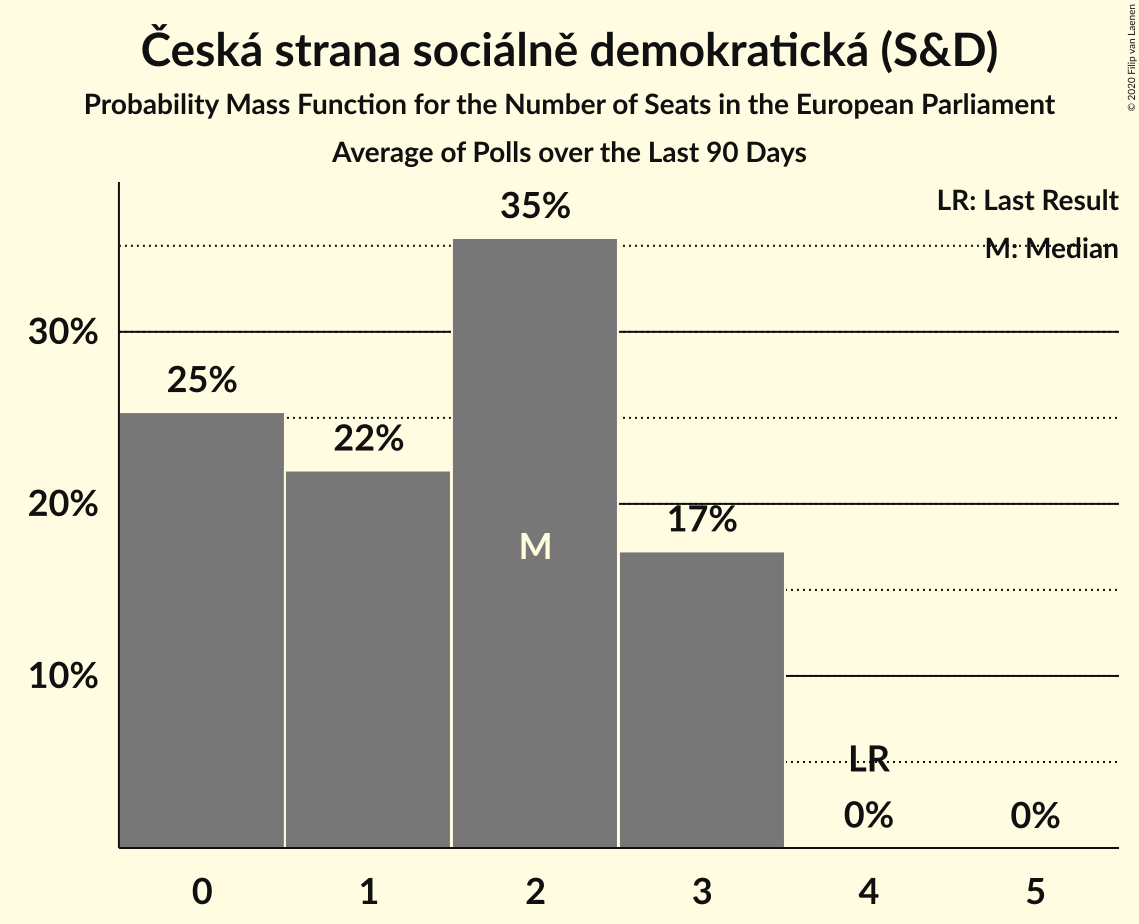 Česká strana sociálně demokratická (S&D)
Probability Mass Function for the Number of Seats in the European Parliament
Average of Polls over the Last 90 Days
© 2020 Filip van Laenen
LR: Last Result
M: Median
35%
30%
25%
22%
20%
17%
M
10%
LR
0%
0%
0
1
2
3
4
5